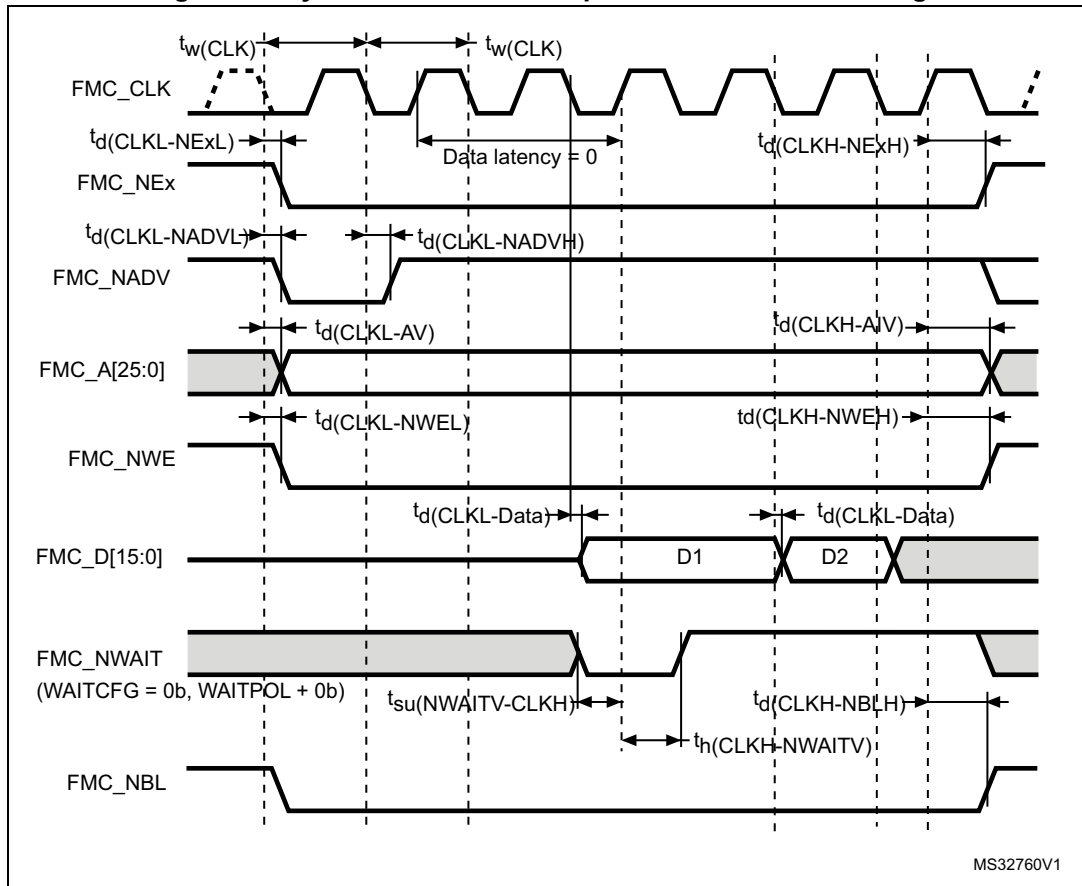 tw(CLK) tw(CLK)
FMC_CLK
td(CLKL-NExL) Data latency = 0 td(CLKH-NExH)
FMC_NEx
td(CLKL-NADVL) td(CLKL-NADVH)
FMC_NADV
td(CLKL-AV) td(CLKH-AIV)
FMC_A[25:0]
td(CLKL-NWEL) td(CLKH-NWEH)
FMC_NWE
td(CLKL-Data) td(CLKL-Data)
FMC_D[15:0] D1 D2
FMC_NWAIT
(WAITCFG = 0b, WAITPOL + 0b)
tsu(NWAITV-CLKH) td(CLKH-NBLH)
th(CLKH-NWAITV)
FMC_NBL
MS32760V1